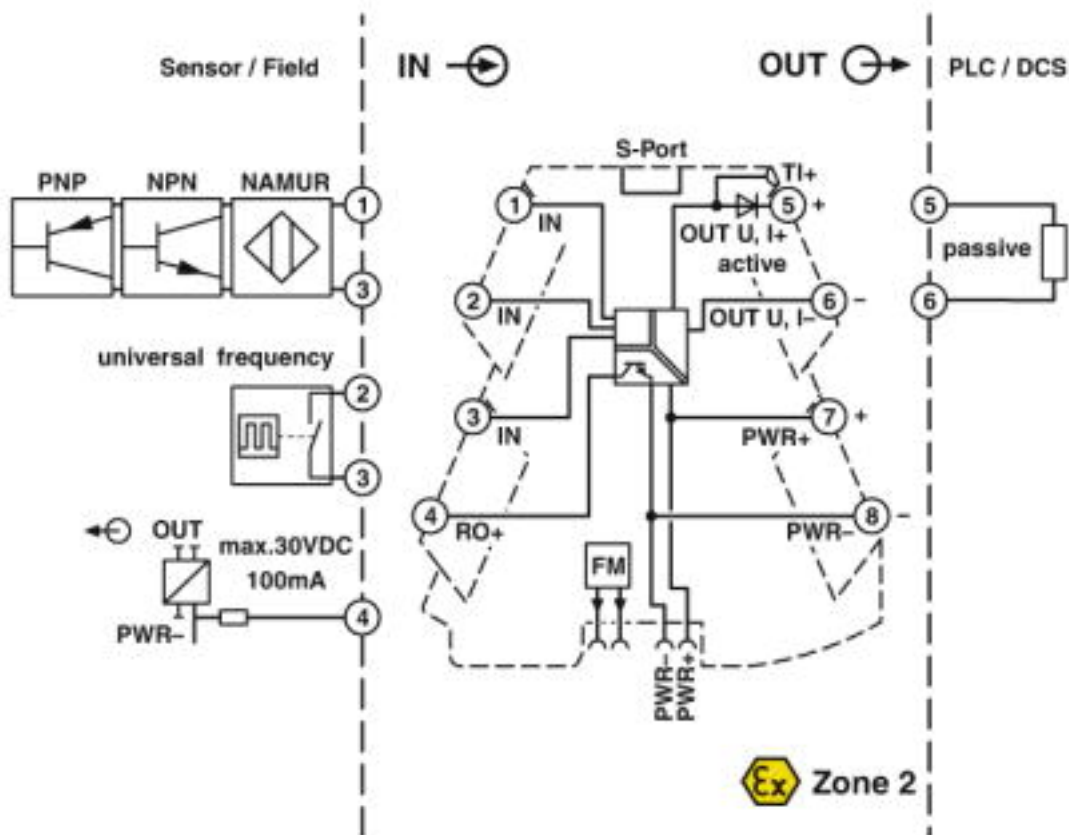 Sensor / Field
IN
OUT
PLC / DCS
S-Port
TI+
PNP NPN NAMUR
1
3
1
IN
5 +
OUT U, I+
active
5
passive
6
2
IN
6 –
OUT U, I–
universal frequency
2
3
3
IN
7 +
PWR+
4
RO+
8 –
PWR–
OUT
max.30VDC
100mA
PWR–
4
FM
PWR–
PWR+
Ex Zone 2